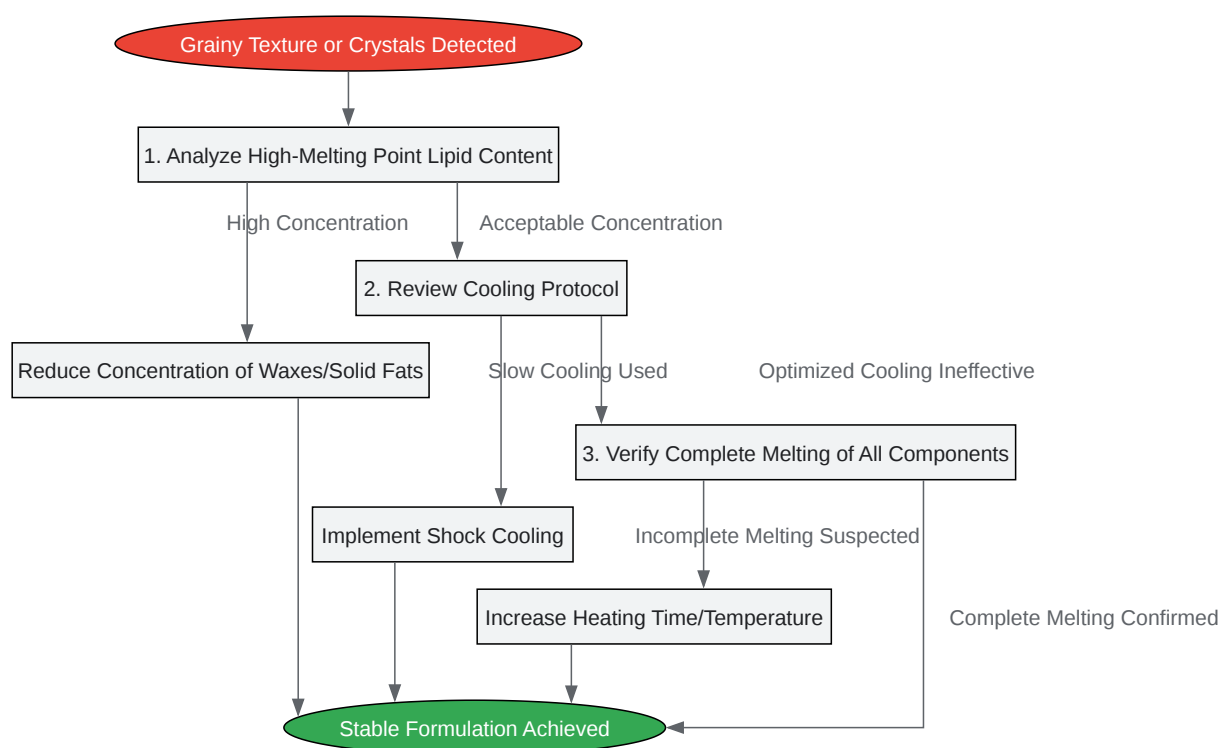 Grainy Texture or Crystals Detected
1. Analyze High-Melting Point Lipid Content
High Concentration
Acceptable Concentration
2. Review Cooling Protocol
Reduce Concentration of Waxes/Solid Fats
Slow Cooling Used
Optimized Cooling Ineffective
3. Verify Complete Melting of All Components
Implement Shock Cooling
Incomplete Melting Suspected
Increase Heating Time/Temperature
Complete Melting Confirmed
Stable Formulation Achieved